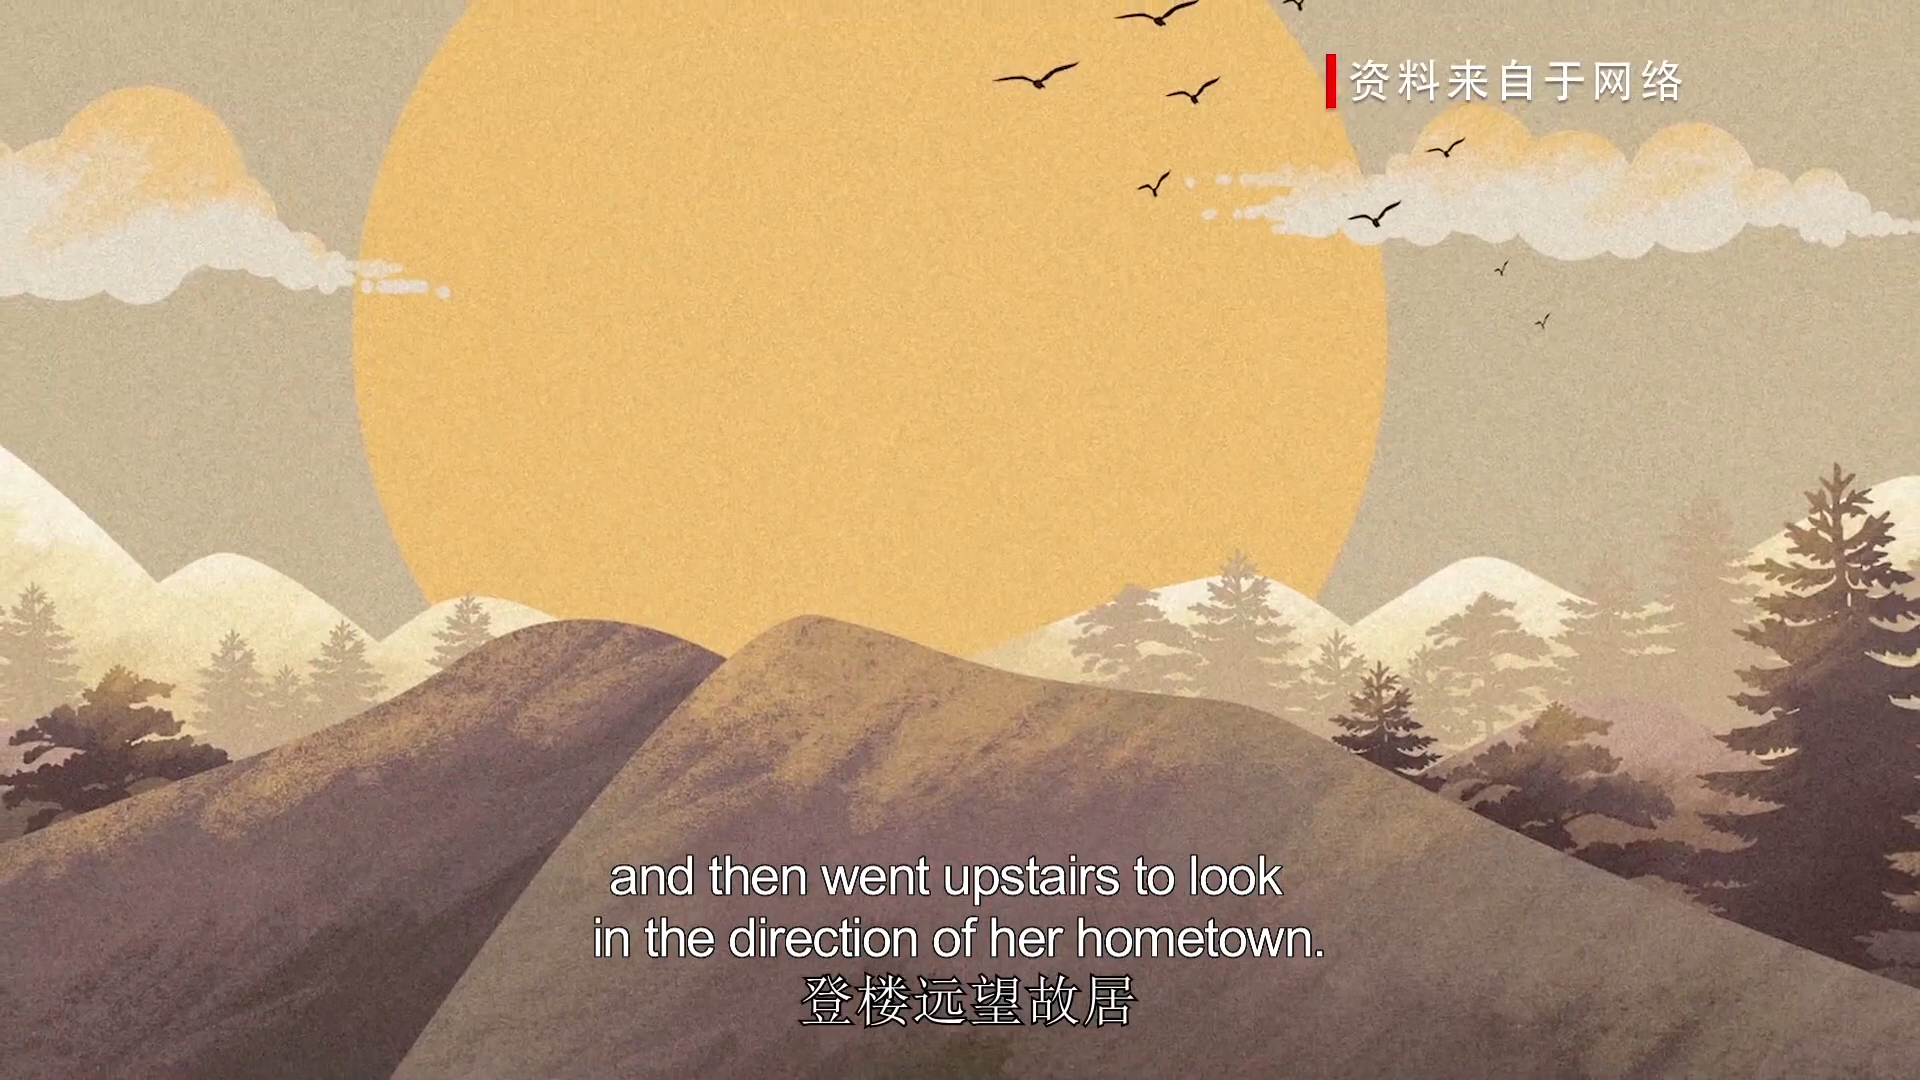 资料来自于网络
and then went upstairs to look
in the direction of her hometown.
登楼远望故居